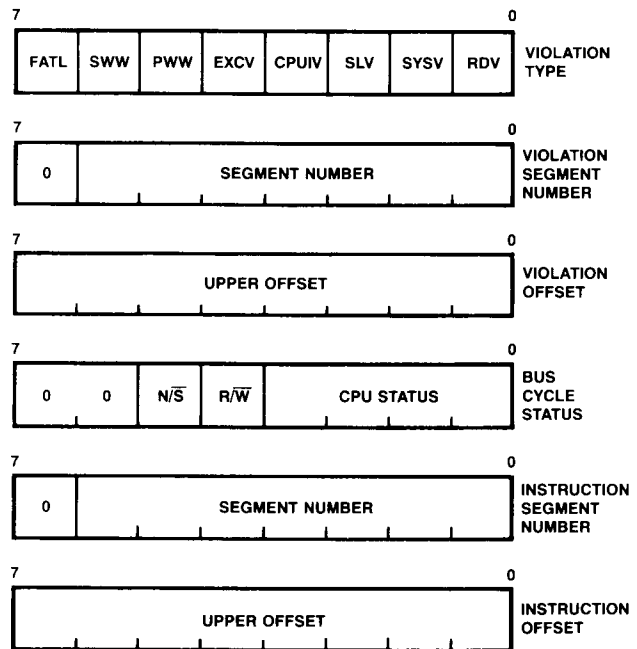 7 0
FATL SWW PWW EXCV CPUIV SLV SYSV RDV
VIOLATION
TYPE
7 0
0 SEGMENT NUMBER
VIOLATION
SEGMENT
NUMBER
7 0
UPPER OFFSET
VIOLATION
OFFSET
7 0
0 0 N/S̅ R/W̅ CPU STATUS
BUS
CYCLE
STATUS
7 0
0 SEGMENT NUMBER
INSTRUCTION
SEGMENT
NUMBER
7 0
UPPER OFFSET
INSTRUCTION
OFFSET